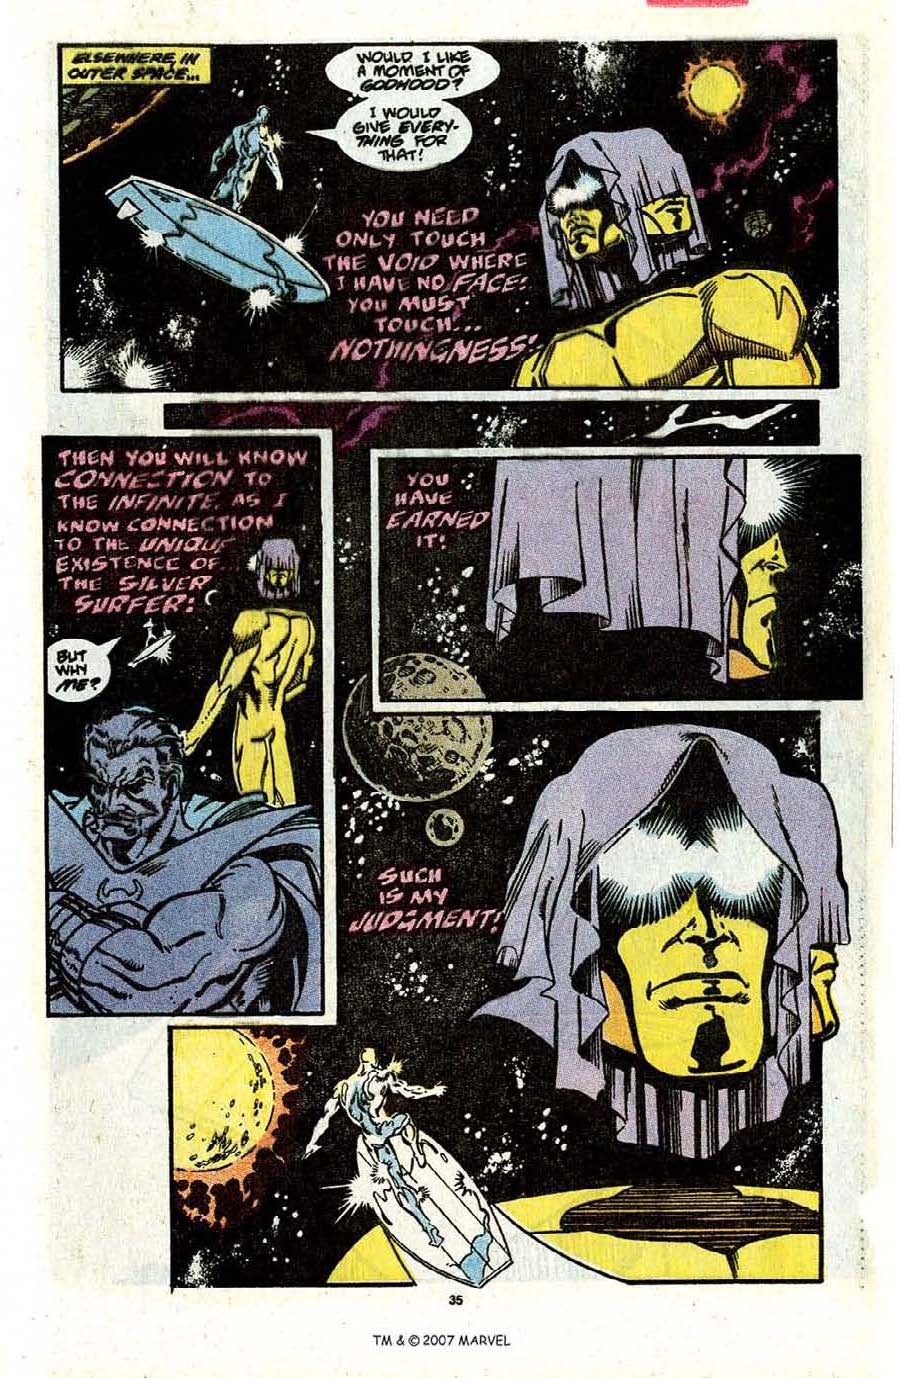 ELSEWHERE IN
OUTER SPACE...
WOULD I LIKE
A MOMENT OF
GODHOOD?
I WOULD
GIVE EVERY-
THING FOR
THAT!
YOU NEED
ONLY TOUCH
THE VOID WHERE
I HAVE NO FACE!
YOU MUST
TOUCH...
NOTHINGNESS!
THEN YOU WILL KNOW
CONNECTION TO
THE INFINITE, AS I
KNOW CONNECTION
TO THE UNIQUE
EXISTENCE OF...
THE SILVER
SURFER!
BUT
WHY
ME?
YOU
HAVE
EARNED
IT!
SUCH
IS MY
JUDGMENT!
35
TM & © 2007 MARVEL